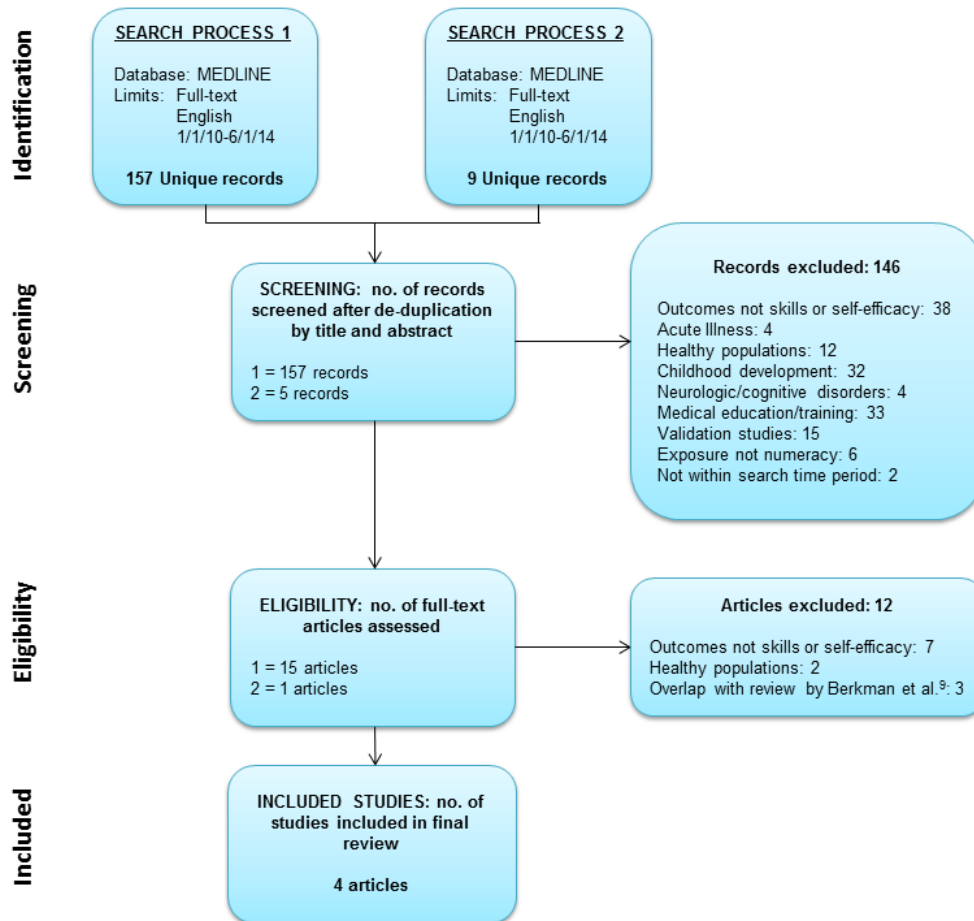 Identification
SEARCH PROCESS 1
Database: MEDLINE
Limits: Full-text
English
1/1/10-6/1/14
157 Unique records
SEARCH PROCESS 2
Database: MEDLINE
Limits: Full-text
English
1/1/10-6/1/14
9 Unique records
Screening
SCREENING: no. of records
screened after de-duplication
by title and abstract
1 = 157 records
2 = 5 records
Records excluded: 146
Outcomes not skills or self-efficacy: 38
Acute Illness: 4
Healthy populations: 12
Childhood development: 32
Neurologic/cognitive disorders: 4
Medical education/training: 33
Validation studies: 15
Exposure not numeracy: 6
Not within search time period: 2
Eligibility
ELIGIBILITY: no. of full-text
articles assessed
1 = 15 articles
2 = 1 articles
Articles excluded: 12
Outcomes not skills or self-efficacy: 7
Healthy populations: 2
Overlap with review by Berkman et al.⁹: 3
Included
INCLUDED STUDIES: no. of
studies included in final
review
4 articles